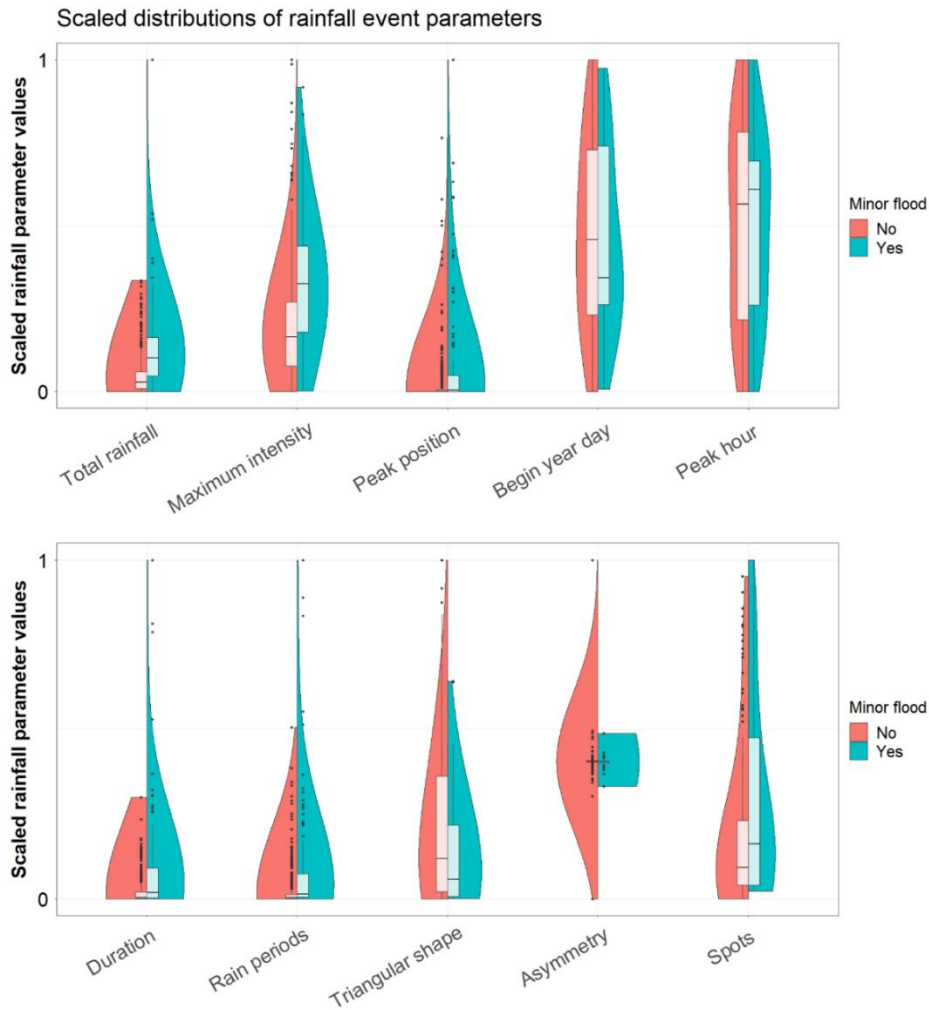 Scaled distributions of rainfall event parameters
Scaled rainfall parameter values
1
0
Total rainfall
Maximum intensity
Peak position
Begin year day
Peak hour
Minor flood
No
Yes
Scaled rainfall parameter values
1
0
Duration
Rain periods
Triangular shape
Asymmetry
Spots
Minor flood
No
Yes